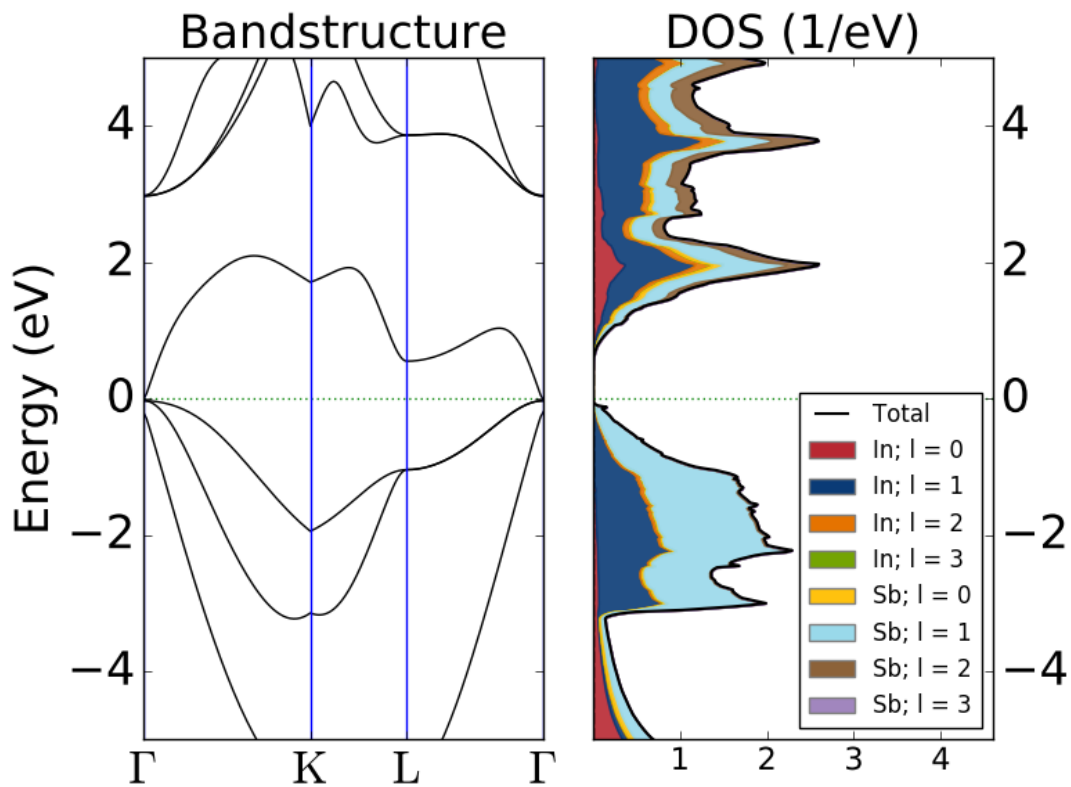 Bandstructure
DOS (1/eV)
Energy (eV)
4
2
0
−2
−4
Γ
K
L
Γ
4
2
0
−2
−4
1
2
3
4
Total
In; l = 0
In; l = 1
In; l = 2
In; l = 3
Sb; l = 0
Sb; l = 1
Sb; l = 2
Sb; l = 3